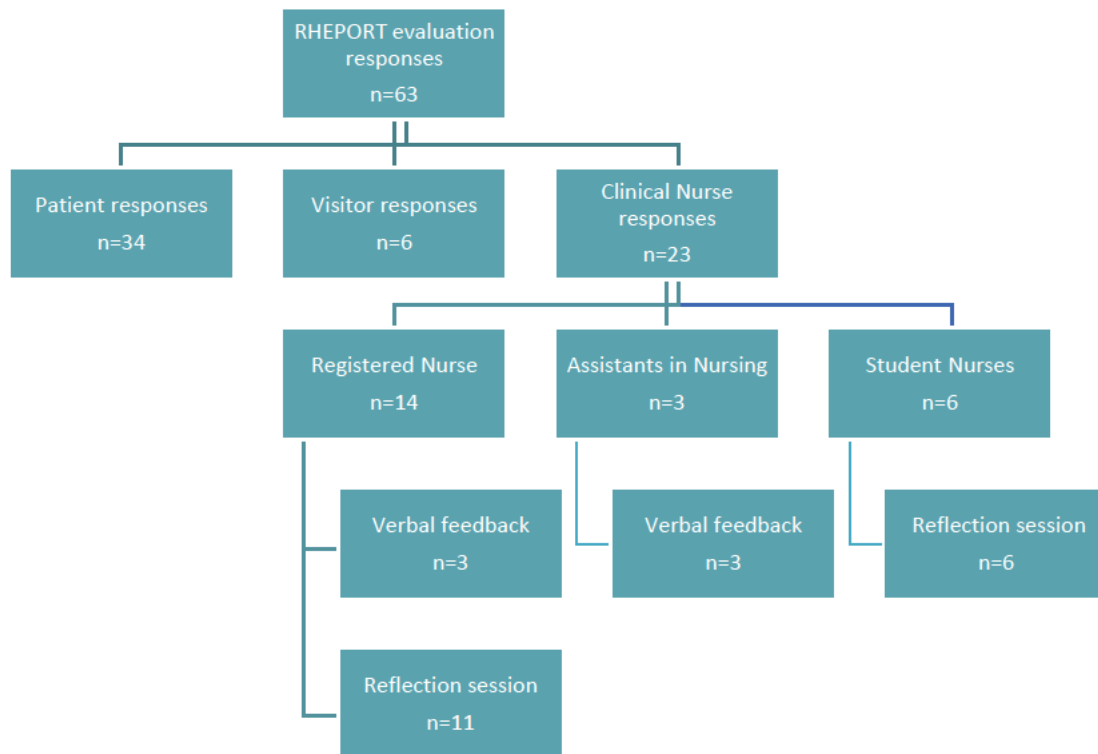 RHEPORT evaluation
responses
n=63
Patient responses
n=34
Visitor responses
n=6
Clinical Nurse
responses
n=23
Registered Nurse
n=14
Assistants in Nursing
n=3
Student Nurses
n=6
Verbal feedback
n=3
Verbal feedback
n=3
Reflection session
n=6
Reflection session
n=11